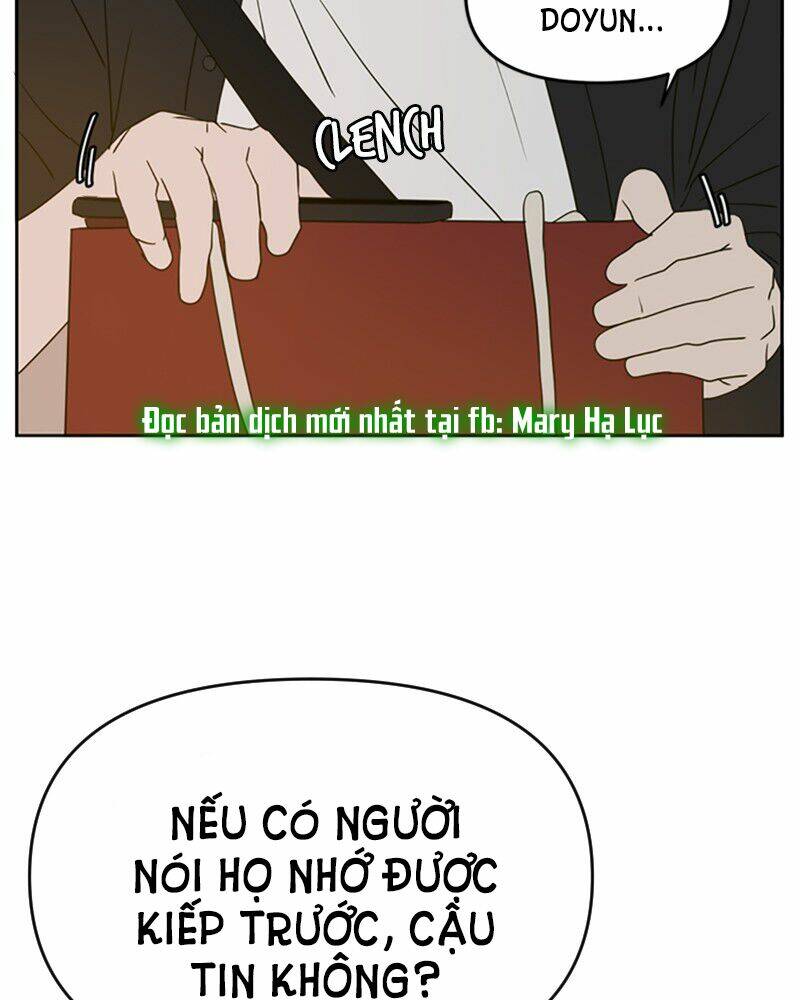 DOYUN...
CLENCH
Đọc bản dịch mới nhất tại fb: Mary Hạ Lục
NẾU CÓ NGƯỜI
NÓI HỌ NHỚ ĐƯỢC
KIẾP TRƯỚC, CẬU
TIN KHÔNG?